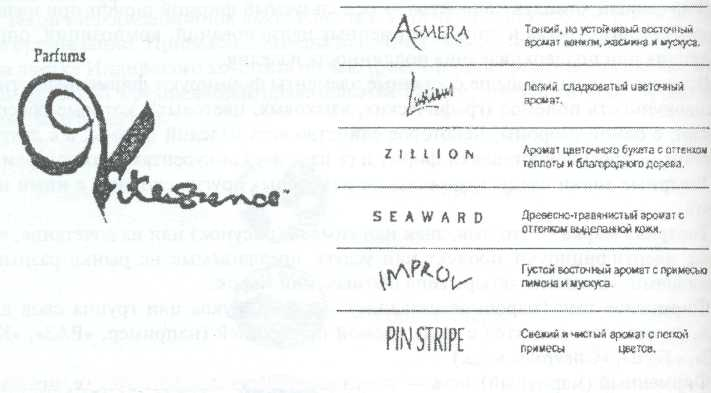 Parfums
Vitessence
ASMERA
Тонкий, но устойчивый восточный
аромат ванили, жасмина и мускуса.
Легкий, сладковатый цветочный
аромат.
ZILLION
Аромат цветочного букета с оттенком
теплоты и благородного дерева.
SEAWARD
Древесно-травянистый аромат с
оттенком выделанной кожи.
IMPROV
Густой восточный аромат с примесью
лимона и мускуса.
PINSTRIPE
Свежий и чистый аромат с легкой
примесью цветов.